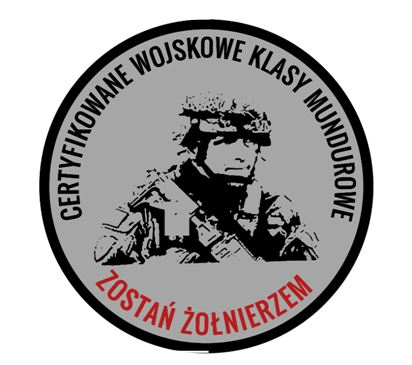 CERTYFIKOWANE WOJSKOWE KLASY MUNDUROWE
ZOSTAŃ ŻOŁNIERZEM